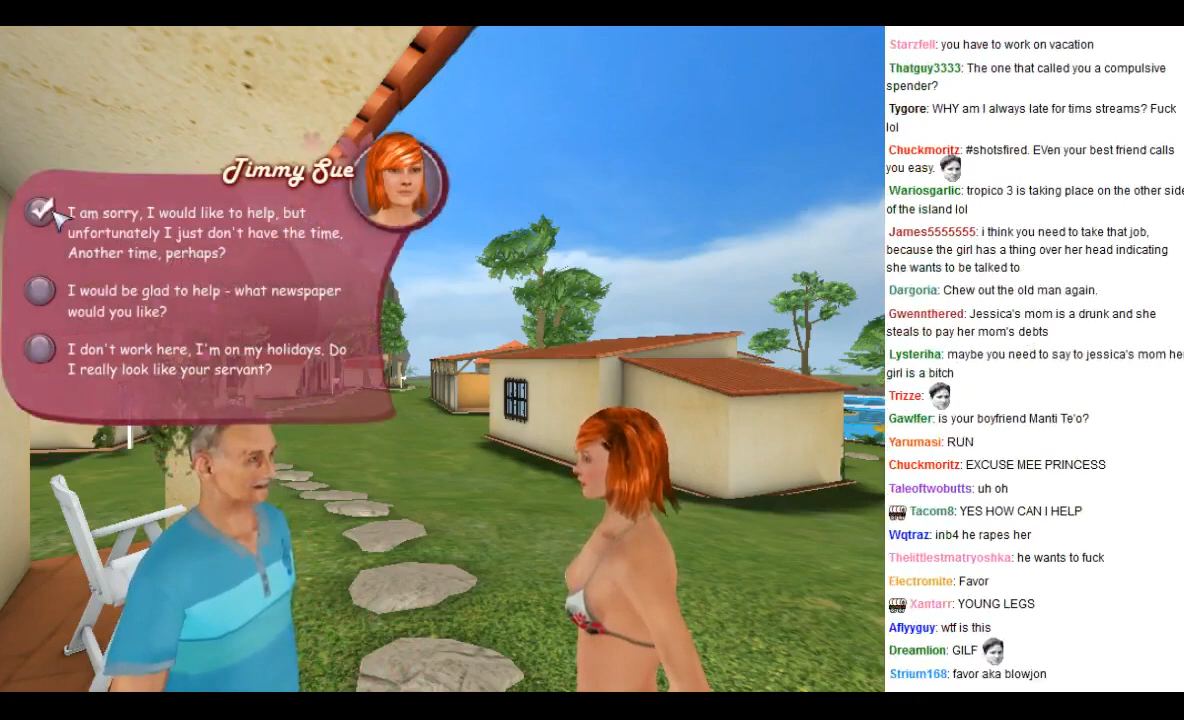 Timmy Sue
I am sorry, I would like to help, but
unfortunately I just don't have the time.
Another time, perhaps?
I would be glad to help - what newspaper
would you like?
I don't work here, I'm on my holidays. Do
I really look like your servant?
Starzfell: you have to work on vacation
Thatguy3333: The one that called you a compulsive
spender?
Tygore: WHY am I always late for tims streams? Fuck
lol
Chuckmoritz: #shotsfired. EVen your best friend calls
you easy.
Wariosgarlic: tropico 3 is taking place on the other side
of the island lol
James5555555: i think you need to take that job,
because the girl has a thing over her head indicating
she wants to be talked to
Dargoria: Chew out the old man again.
Gwennthered: Jessica's mom is a drunk and she
steals to pay her mom's debts
Lysteriha: maybe you need to say to jessica's mom her
girl is a bitch
Trizze:
Gawlfer: is your boyfriend Manti Te'o?
Yarumasi: RUN
Chuckmoritz: EXCUSE MEE PRINCESS
Taleoftwobutts: uh oh
Tacom8: YES HOW CAN I HELP
Wqtraz: inb4 he rapes her
Thelittlestmatryoshka: he wants to fuck
Electromite: Favor
Xantarr: YOUNG LEGS
Aflyyguy: wtf is this
Dreamlion: GILF
Strium168: favor aka blowjon